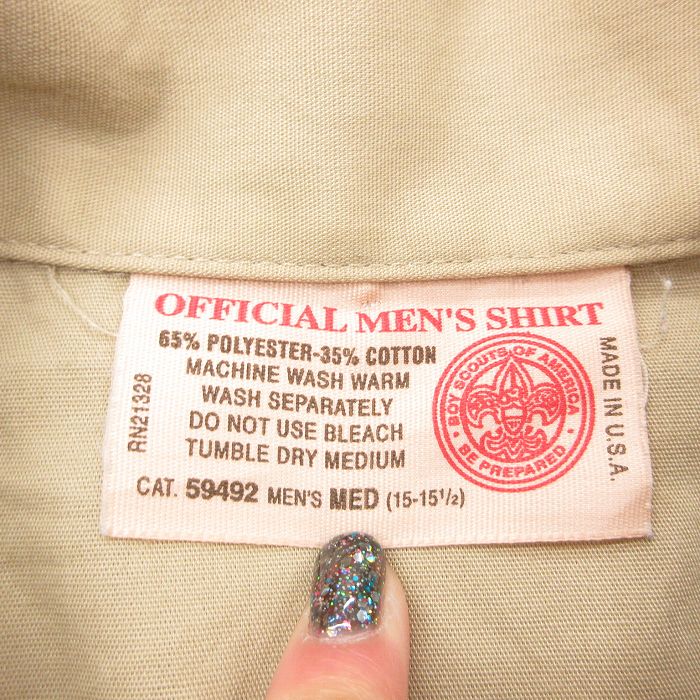 OFFICIAL MEN'S SHIRT
65% POLYESTER-35% COTTON
MACHINE WASH WARM
WASH SEPARATELY
DO NOT USE BLEACH
TUMBLE DRY MEDIUM
CAT. 59492 MEN'S MED (15-15½)
RN21328
BOY SCOUTS OF AMERICA
• BE PREPARED •
MADE IN U.S.A.